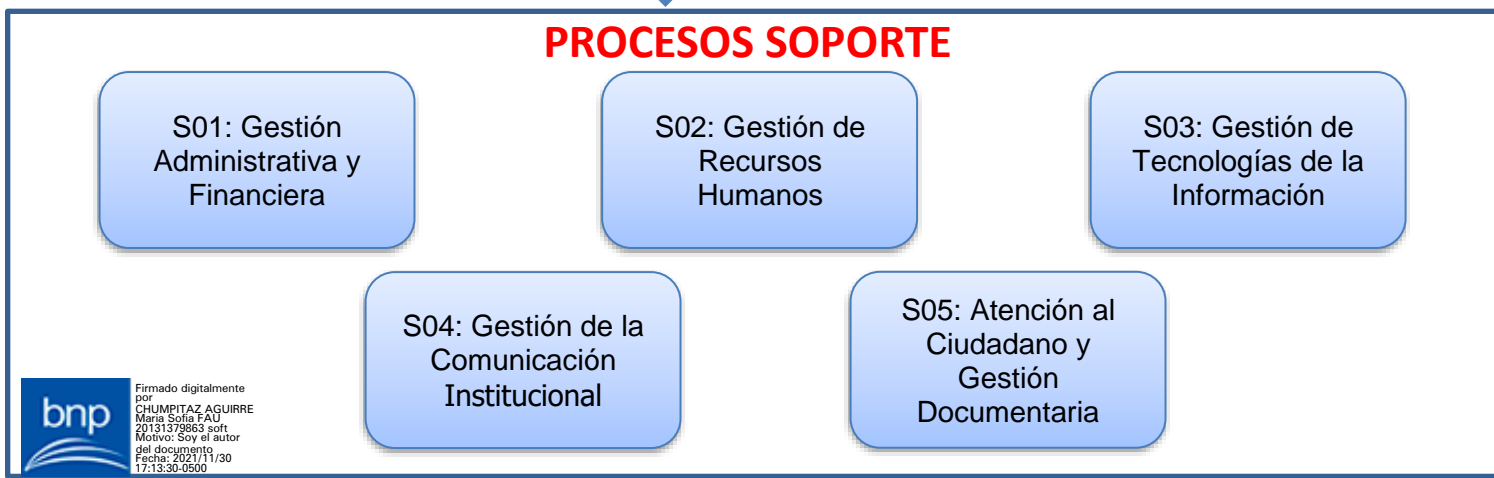 PROCESOS SOPORTE
S01: Gestión
Administrativa y
Financiera
S02: Gestión de
Recursos
Humanos
S03: Gestión de
Tecnologías de la
Información
S04: Gestión de la
Comunicación
Institucional
S05: Atención al
Ciudadano y
Gestión
Documentaria
bnp
Firmado digitalmente
por
CHUMPITAZ AGUIRRE
Maria Sofia FAU
20131379863 soft
Motivo: Soy el autor
del documento
Fecha: 2021/11/30
17:13:30-0500